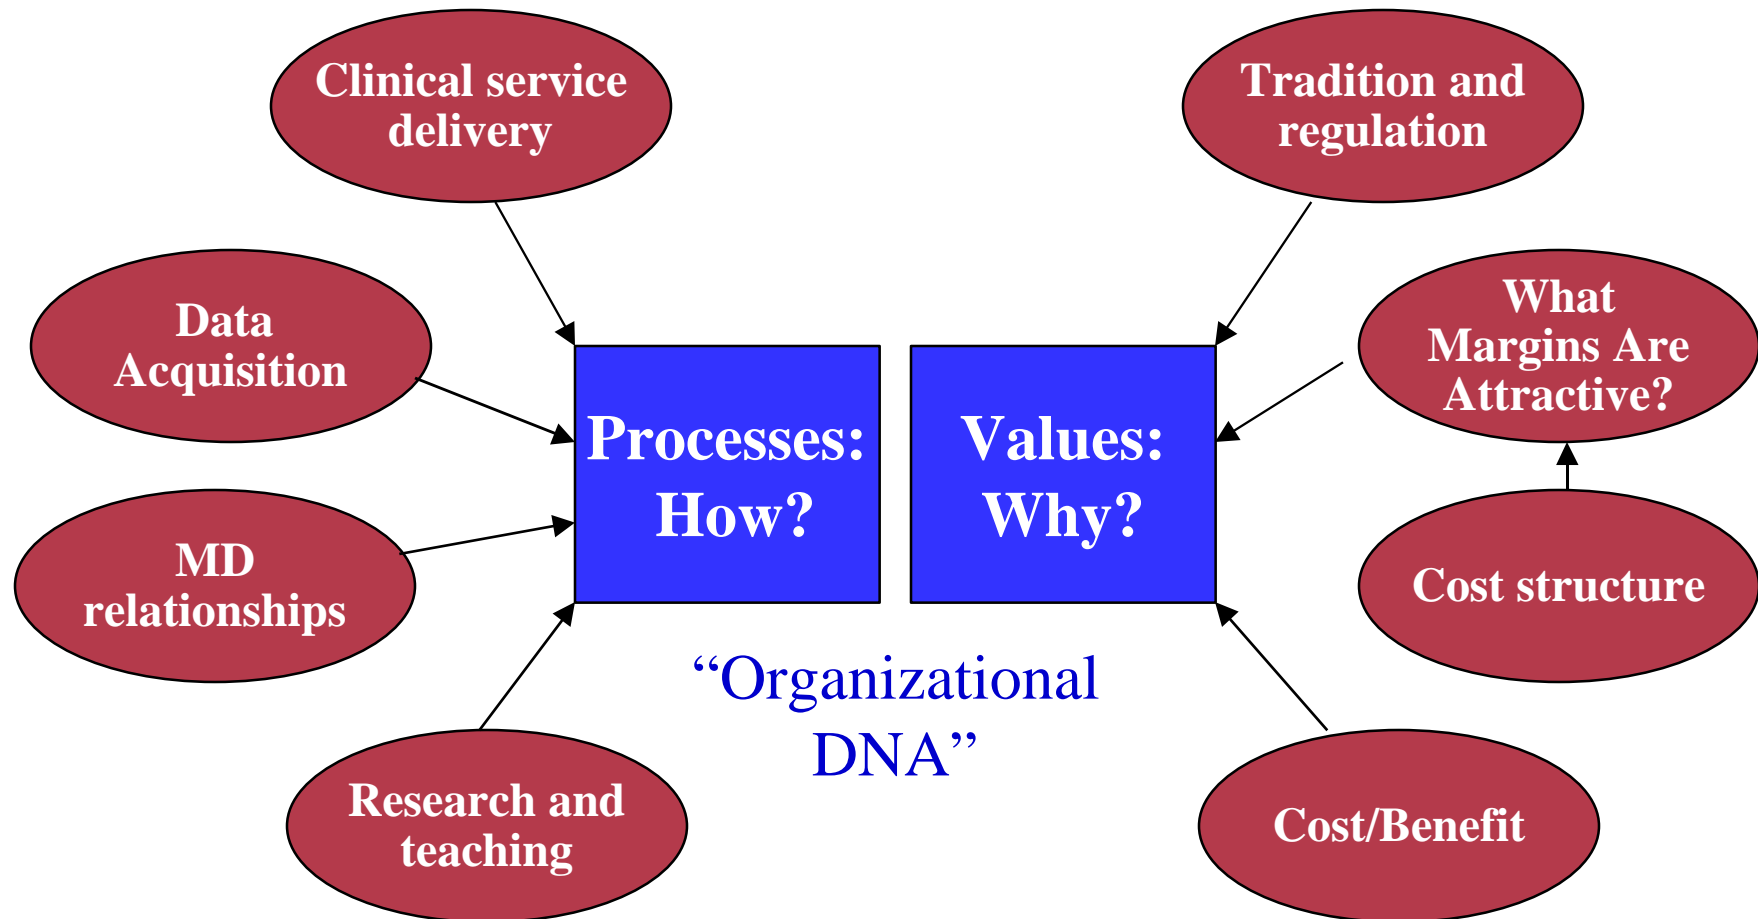 Clinical service
delivery
Tradition and
regulation
Data
Acquisition
What
Margins Are
Attractive?
Processes:
How?
Values:
Why?
MD
relationships
Cost structure
“Organizational
DNA”
Research and
teaching
Cost/Benefit